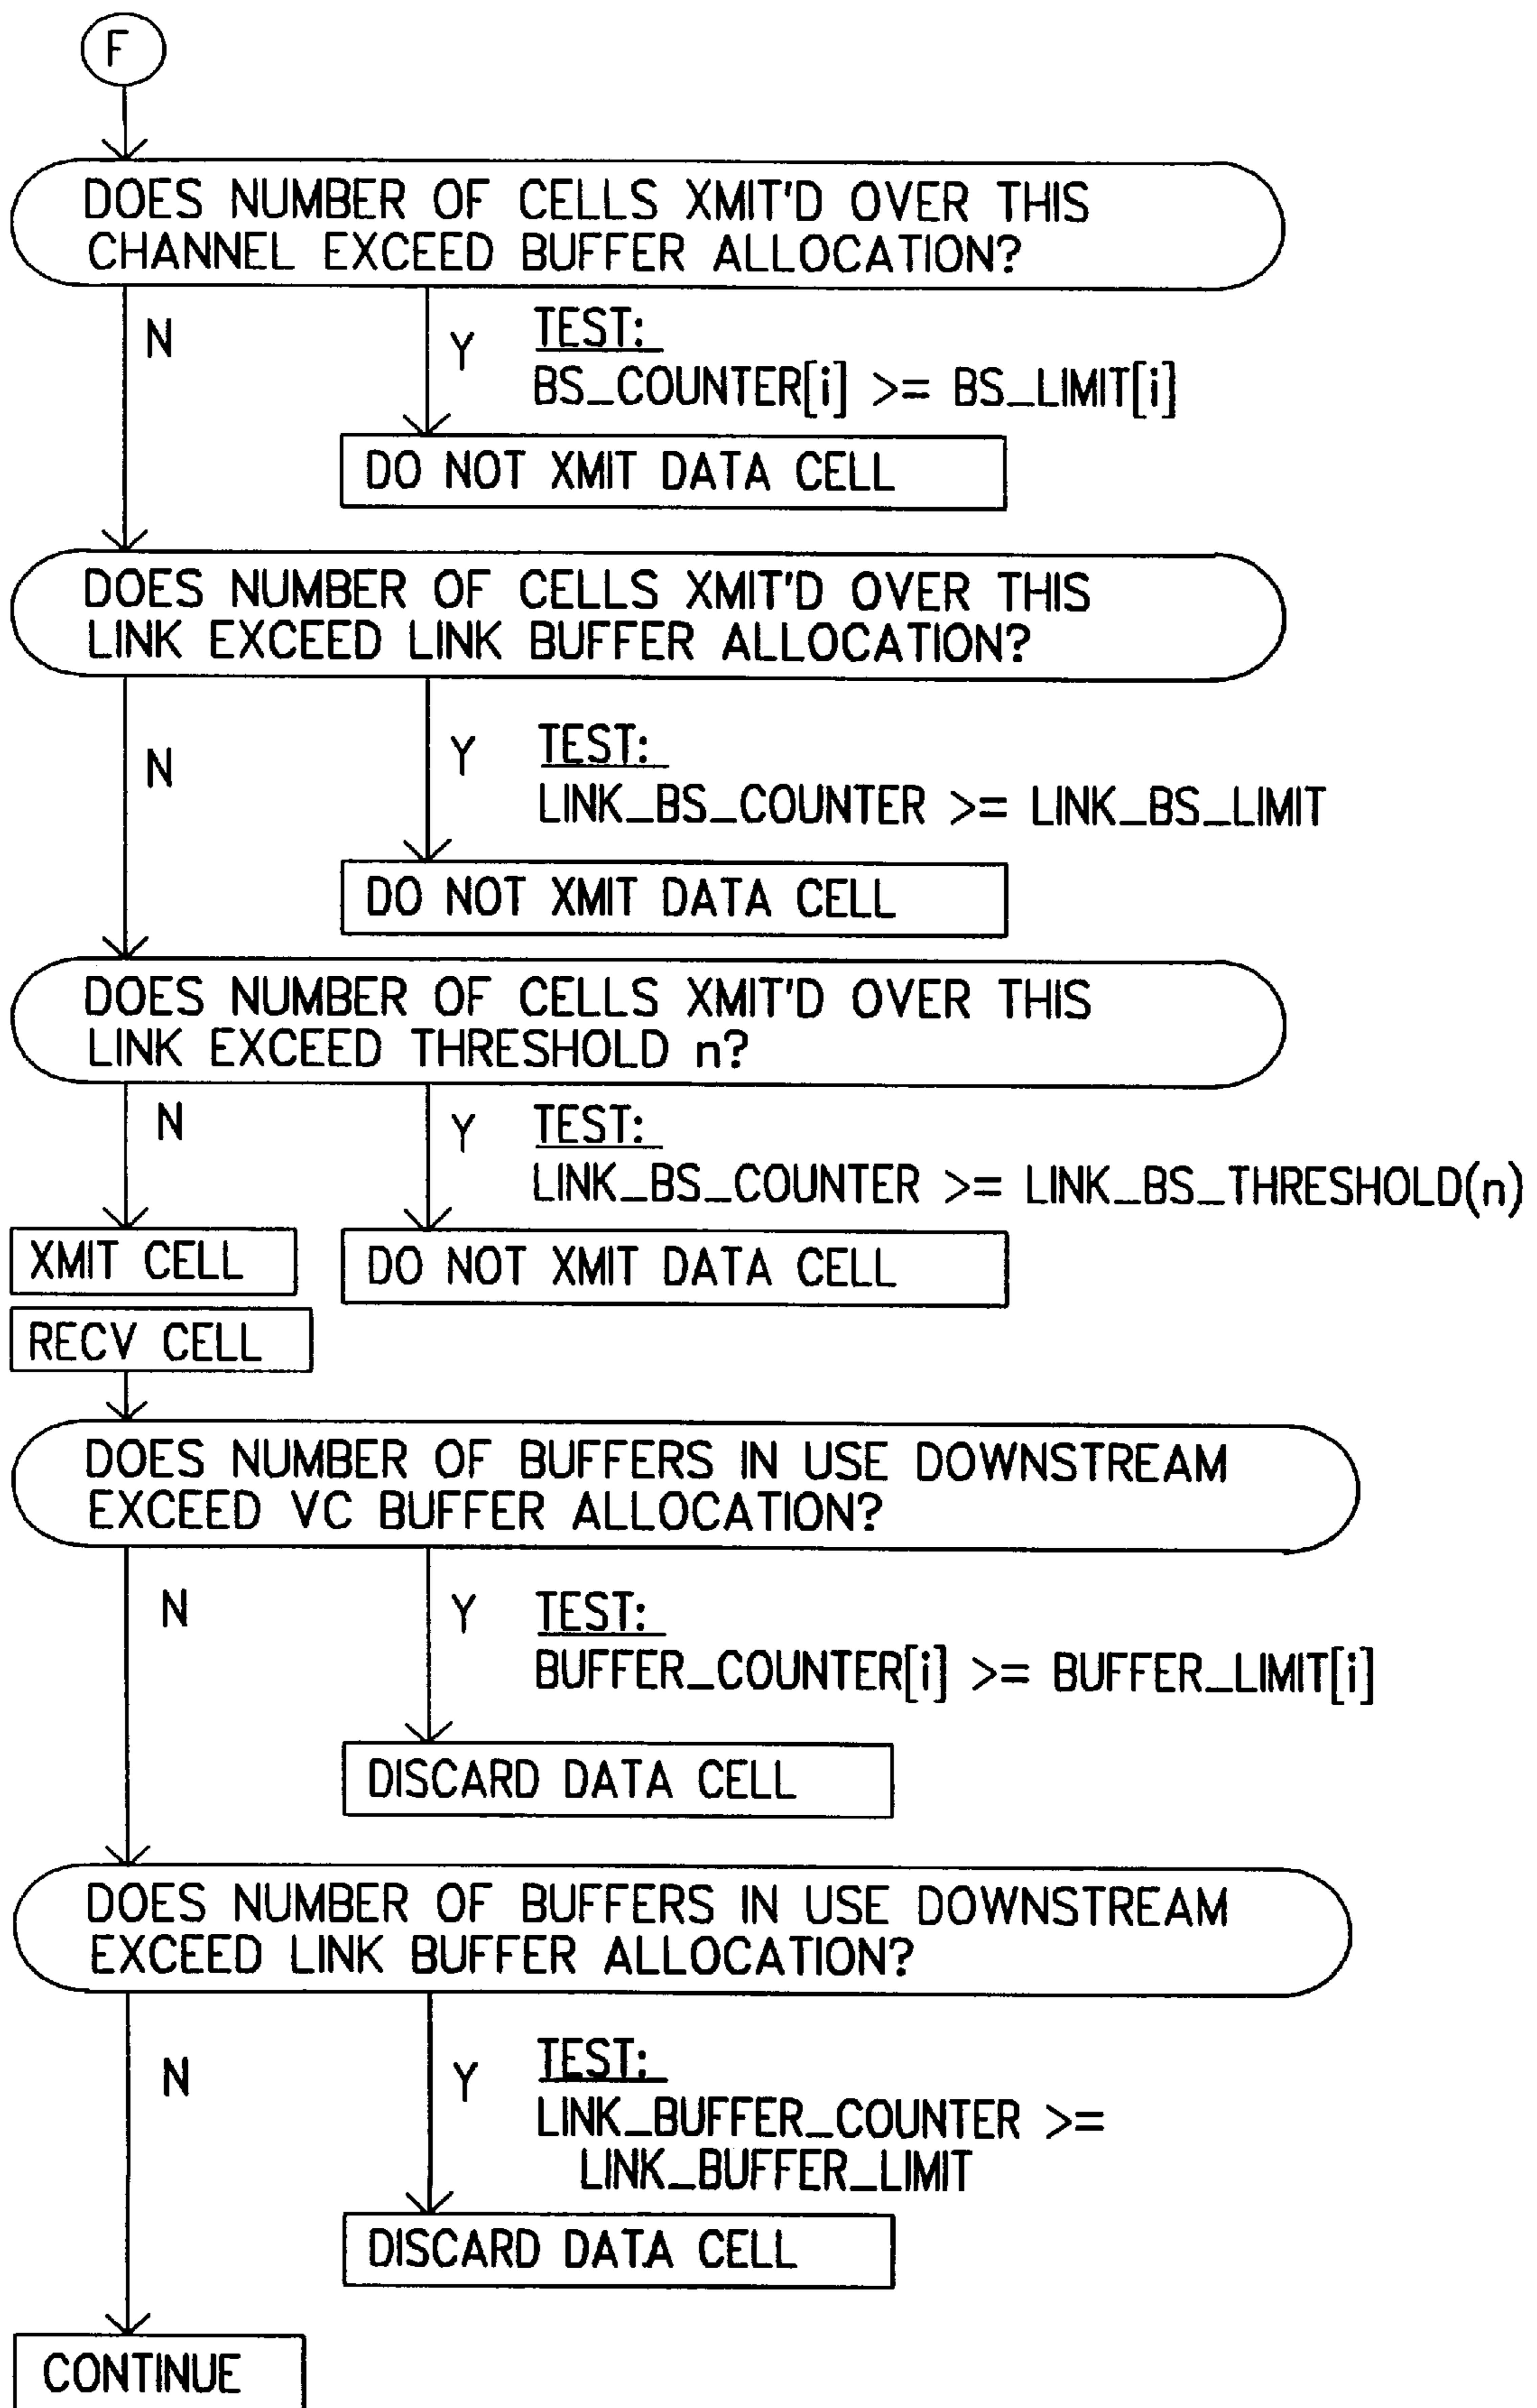 F
DOES NUMBER OF CELLS XMIT'D OVER THIS
CHANNEL EXCEED BUFFER ALLOCATION?
N
Y
TEST:
BS_COUNTER[i] >= BS_LIMIT[i]
DO NOT XMIT DATA CELL
DOES NUMBER OF CELLS XMIT'D OVER THIS
LINK EXCEED LINK BUFFER ALLOCATION?
N
Y
TEST:
LINK_BS_COUNTER >= LINK_BS_LIMIT
DO NOT XMIT DATA CELL
DOES NUMBER OF CELLS XMIT'D OVER THIS
LINK EXCEED THRESHOLD n?
N
Y
TEST:
LINK_BS_COUNTER >= LINK_BS_THRESHOLD(n)
XMIT CELL
DO NOT XMIT DATA CELL
RECV CELL
DOES NUMBER OF BUFFERS IN USE DOWNSTREAM
EXCEED VC BUFFER ALLOCATION?
N
Y
TEST:
BUFFER_COUNTER[i] >= BUFFER_LIMIT[i]
DISCARD DATA CELL
DOES NUMBER OF BUFFERS IN USE DOWNSTREAM
EXCEED LINK BUFFER ALLOCATION?
N
Y
TEST:
LINK_BUFFER_COUNTER >=
LINK_BUFFER_LIMIT
DISCARD DATA CELL
CONTINUE